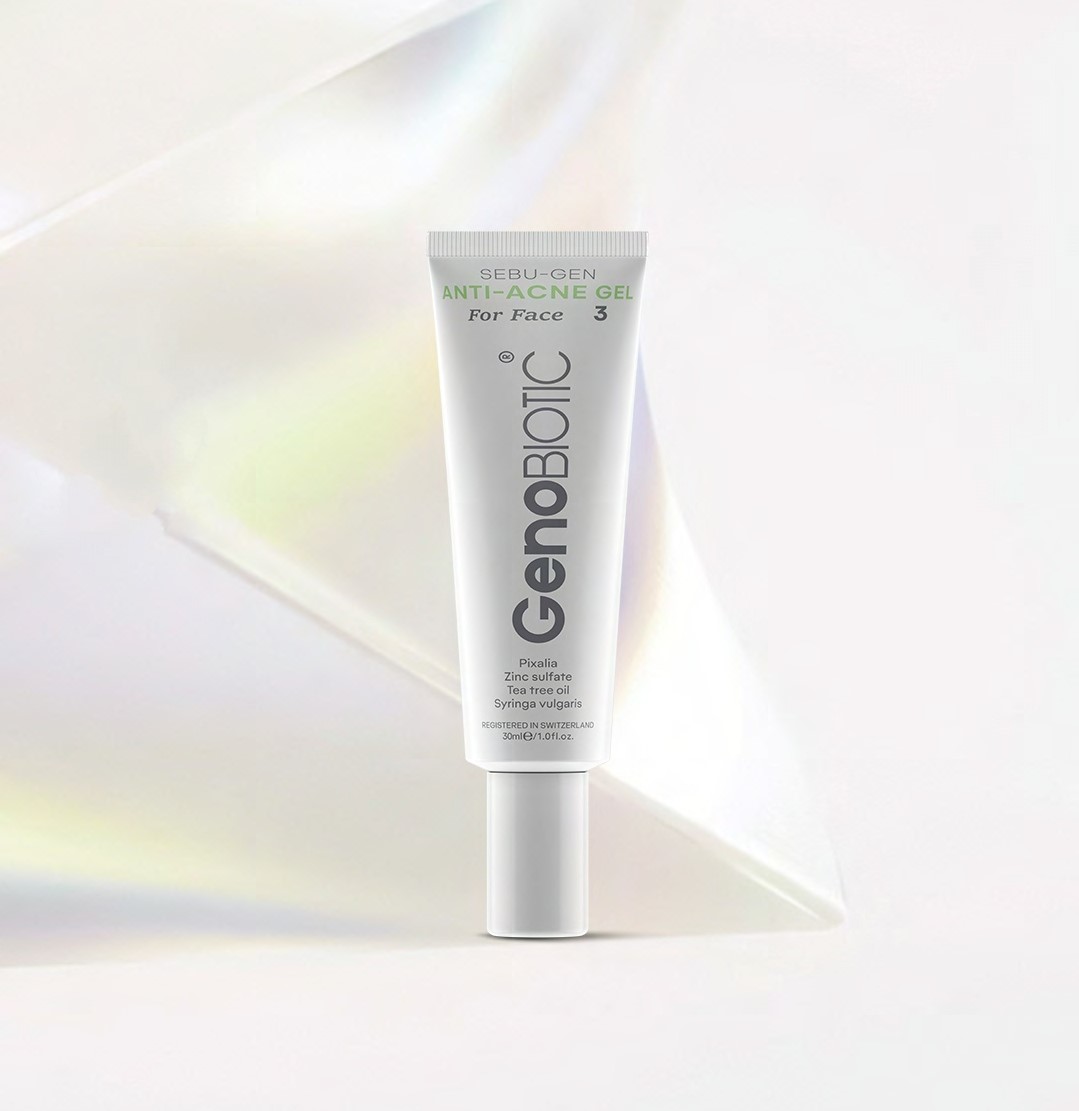 SEBU-GEN
ANTI-ACNE GEL
For Face 3
GenoBIOTIC
Pixalia
Zinc sulfate
Tea tree oil
Syringa vulgaris
REGISTERED IN SWITZERLAND
30ml℮/1.0fl.oz.